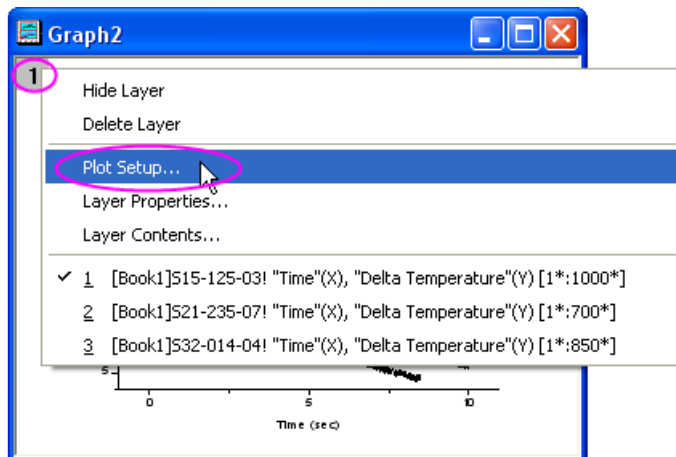 Graph2
1
Hide Layer
Delete Layer
Plot Setup...
Layer Properties...
Layer Contents...
1 [Book1]S15-125-03! "Time"(X), "Delta Temperature"(Y) [1*:1000*]
2 [Book1]S21-235-07! "Time"(X), "Delta Temperature"(Y) [1*:700*]
3 [Book1]S32-014-04! "Time"(X), "Delta Temperature"(Y) [1*:850*]
5
0 5 10
Time (sec)